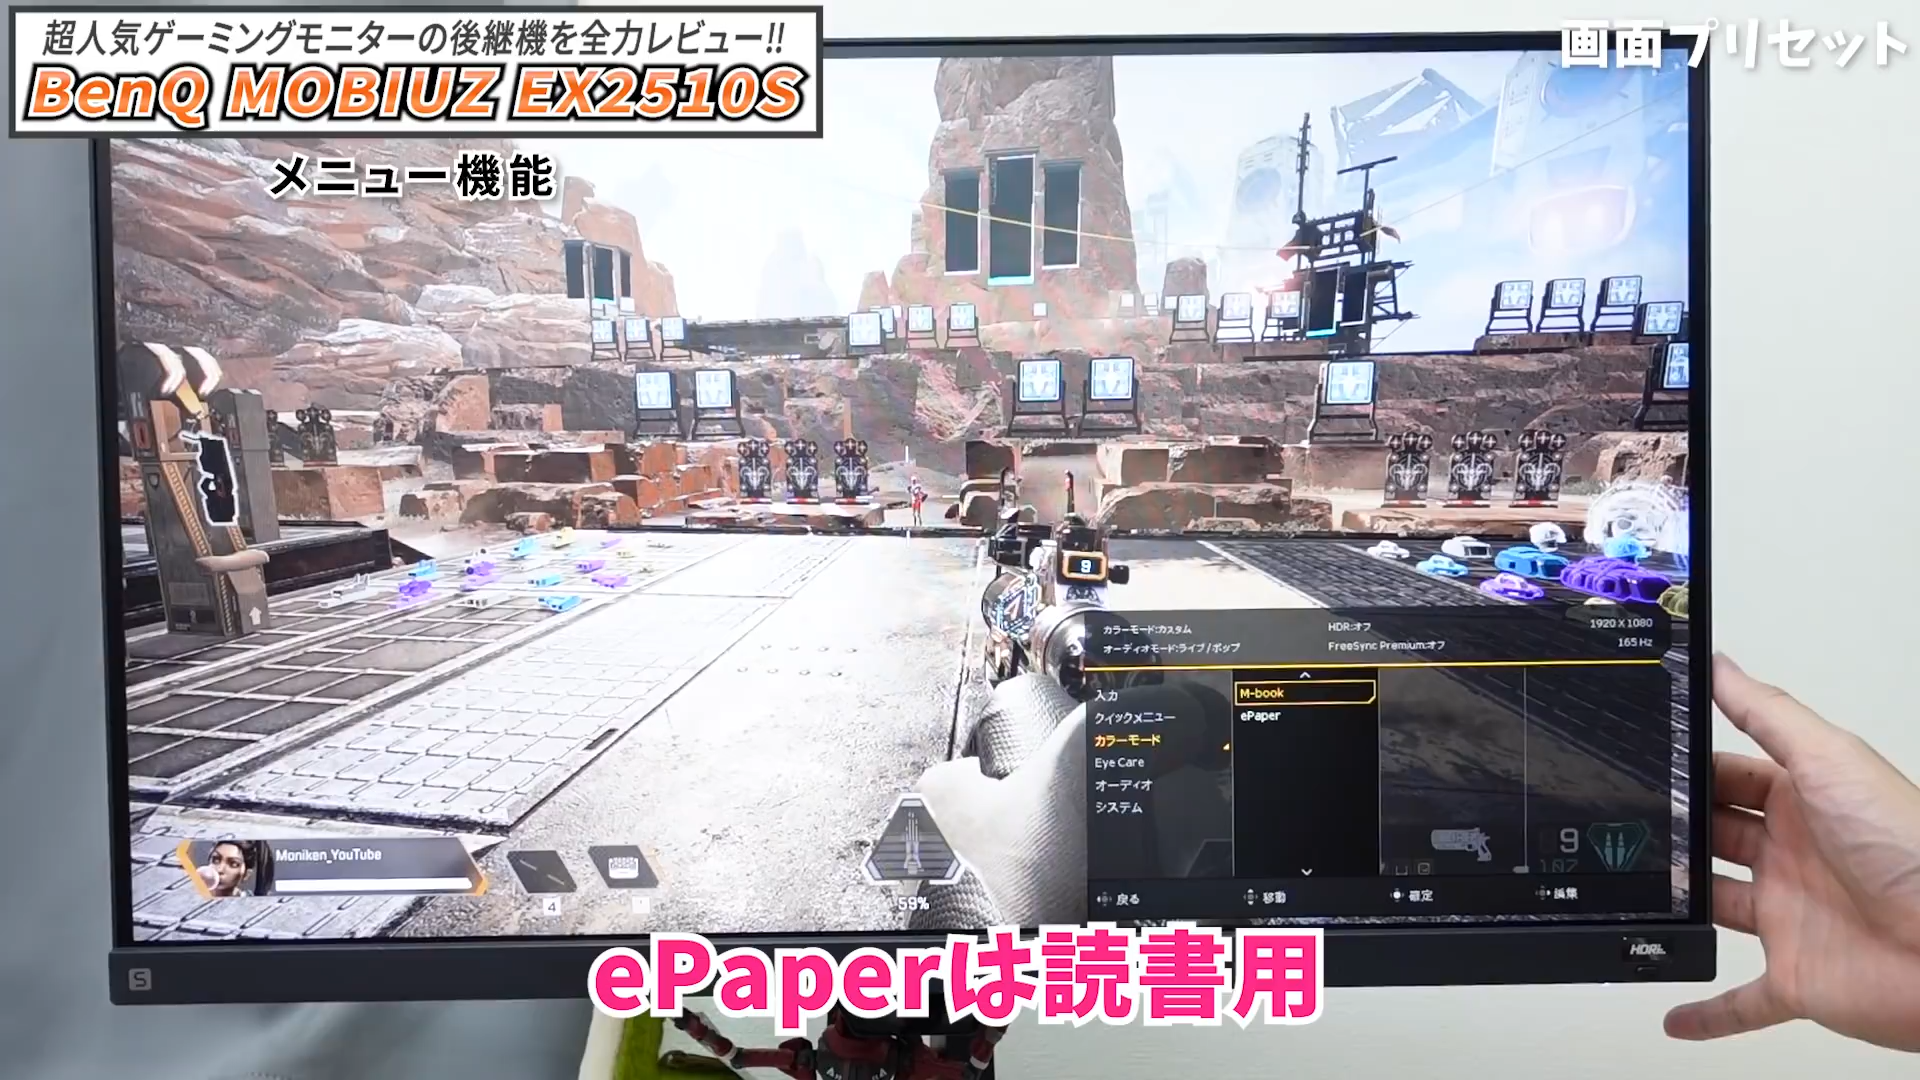 超人気ゲーミングモニターの後継機を全力レビュー!!
BenQ MOBIUZ EX2510S
画面プリセット
メニュー機能
9
カラーモード:カスタム
HDR:オフ
1920 X 1080
オーディオモード:ライブ/ポップ
FreeSync Premium:オフ
165 Hz
入力
クイックメニュー
カラーモード
Eye Care
オーディオ
システム
M-book
ePaper
9
107
戻る
移動
確定
編集
Moniken_YouTube
4
59%
S
HDRi
ePaperは読書用